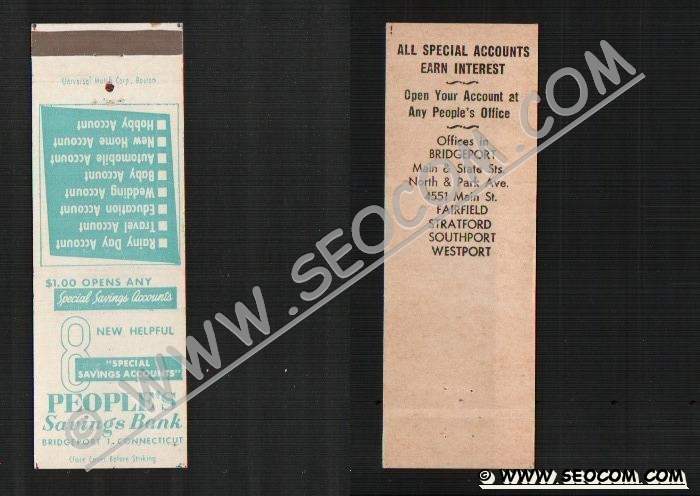 Universal Match Corp., Boston
Rainy Day Account
Travel Account
Education Account
Wedding Account
Baby Account
Automobile Account
New Home Account
Hobby Account
$1.00 OPENS ANY
Special Savings Accounts
8
NEW HELPFUL
"SPECIAL
SAVINGS ACCOUNTS"
PEOPLE'S
Savings Bank
BRIDGEPORT 1, CONNECTICUT
Close Cover Before Striking
ALL SPECIAL ACCOUNTS
EARN INTEREST
Open Your Account at
Any People's Office
Offices in
BRIDGEPORT
Main & State Sts.
North & Park Ave.
4551 Main St.
FAIRFIELD
STRATFORD
SOUTHPORT
WESTPORT
© WWW.SEOCOM.COM
© WWW.SEOCOM.COM